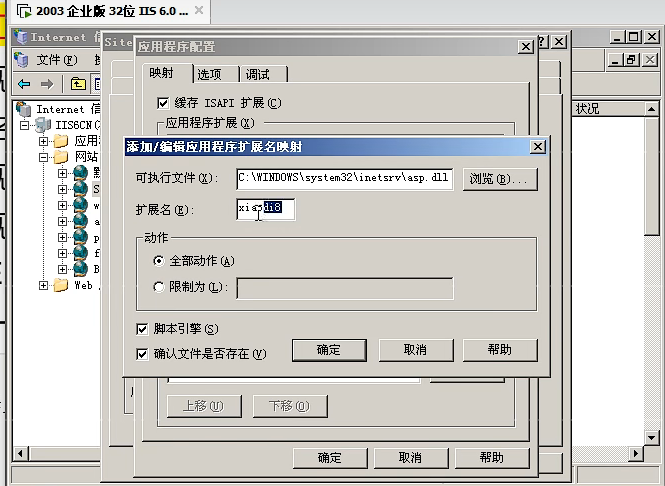 2003 企业版 32位 IIS 6.0 ...
Internet 信
Site
应用程序配置
文件(F)
映射
选项
调试
缓存 ISAPI 扩展(C)
状况
Internet 信
应用程序扩展(X)
IIS6CN(
应用
添加/编辑应用程序扩展名映射
网站
可执行文件(X):
C:\WINDOWS\system32\inetsrv\asp.dll
浏览(B)...
S
扩展名(E):
w
a
动作
p
全部动作(A)
f
限制为(L):
B
Web
脚本引擎(S)
确认文件是否存在(V)
确定
取消
帮助
上移(U)
下移(O)
确定
取消
帮助